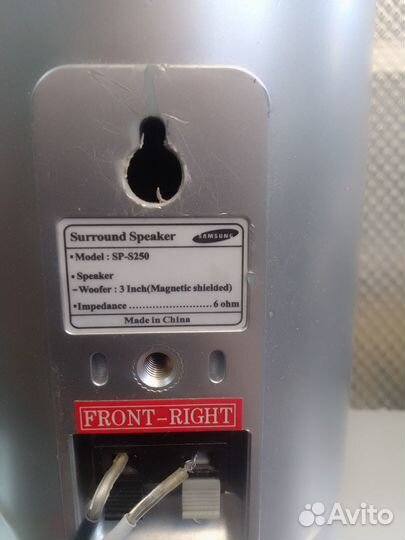 Surround Speaker SAMSUNG
• Model : SP-S250
• Speaker
- Woofer : 3 Inch(Magnetic shielded)
• Impedance ........................ 6 ohm
Made in China
FRONT-RIGHT
Avito